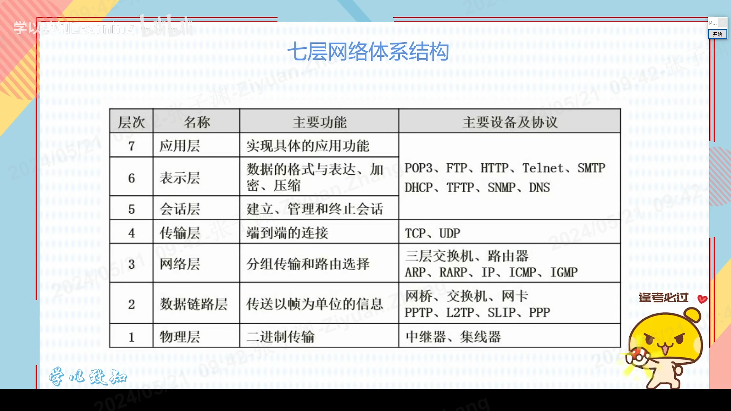 七层网络体系结构
层次 名称 主要功能 主要设备及协议
7 应用层 实现具体的应用功能
POP3、FTP、HTTP、Telnet、SMTP
DHCP、TFTP、SNMP、DNS
6 表示层 数据的格式与表达、加
密、压缩
5 会话层 建立、管理和终止会话
4 传输层 端到端的连接 TCP、UDP
3 网络层 分组传输和路由选择 三层交换机、路由器
ARP、RARP、IP、ICMP、IGMP
2 数据链路层 传送以帧为单位的信息 网桥、交换机、网卡
PPTP、L2TP、SLIP、PPP
1 物理层 二进制传输 中继器、集线器
逢考必过
学以致知